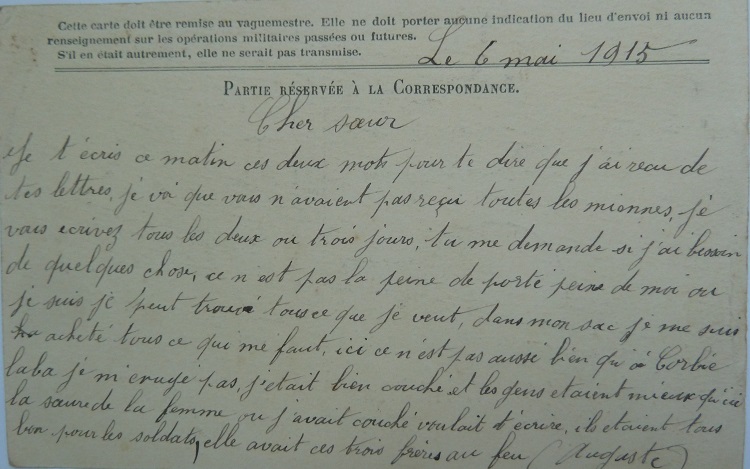 Cette carte doit être remise au vaguemestre. Elle ne doit porter aucune indication du lieu d'envoi ni aucun
renseignement sur les opérations militaires passées ou futures.
S'il en était autrement, elle ne serait pas transmise.
Le 6 mai 1915
PARTIE RÉSERVÉE À LA CORRESPONDANCE.
Cher sœur
Je t'écris ce matin ces deux mots pour te dire que j'ai recu de
tes lettres, je voi que vais n'avaient pas reçu toutes les miennes, je
vais ecrivez tous les deux ou trois jours, tu me demande si j'ai besoin
de quelques chose, ce n'est pas la peine de porté peine de moi ou
je suis je peut trouvé tous ce que je veut, dans mon sac je me suis
acheté tous ce qui me faut, ici ce n'est pas aussé bien qu'à Corbie
laba je m'enugé pas, j'etait bien couché et les gens etaient mieux qu'ici
la sœure de la femme ou j'avait couché voulait t'écrire, ils etaient tous
bon pour les soldats, elle avait ces trois frères au feu (Auguste)